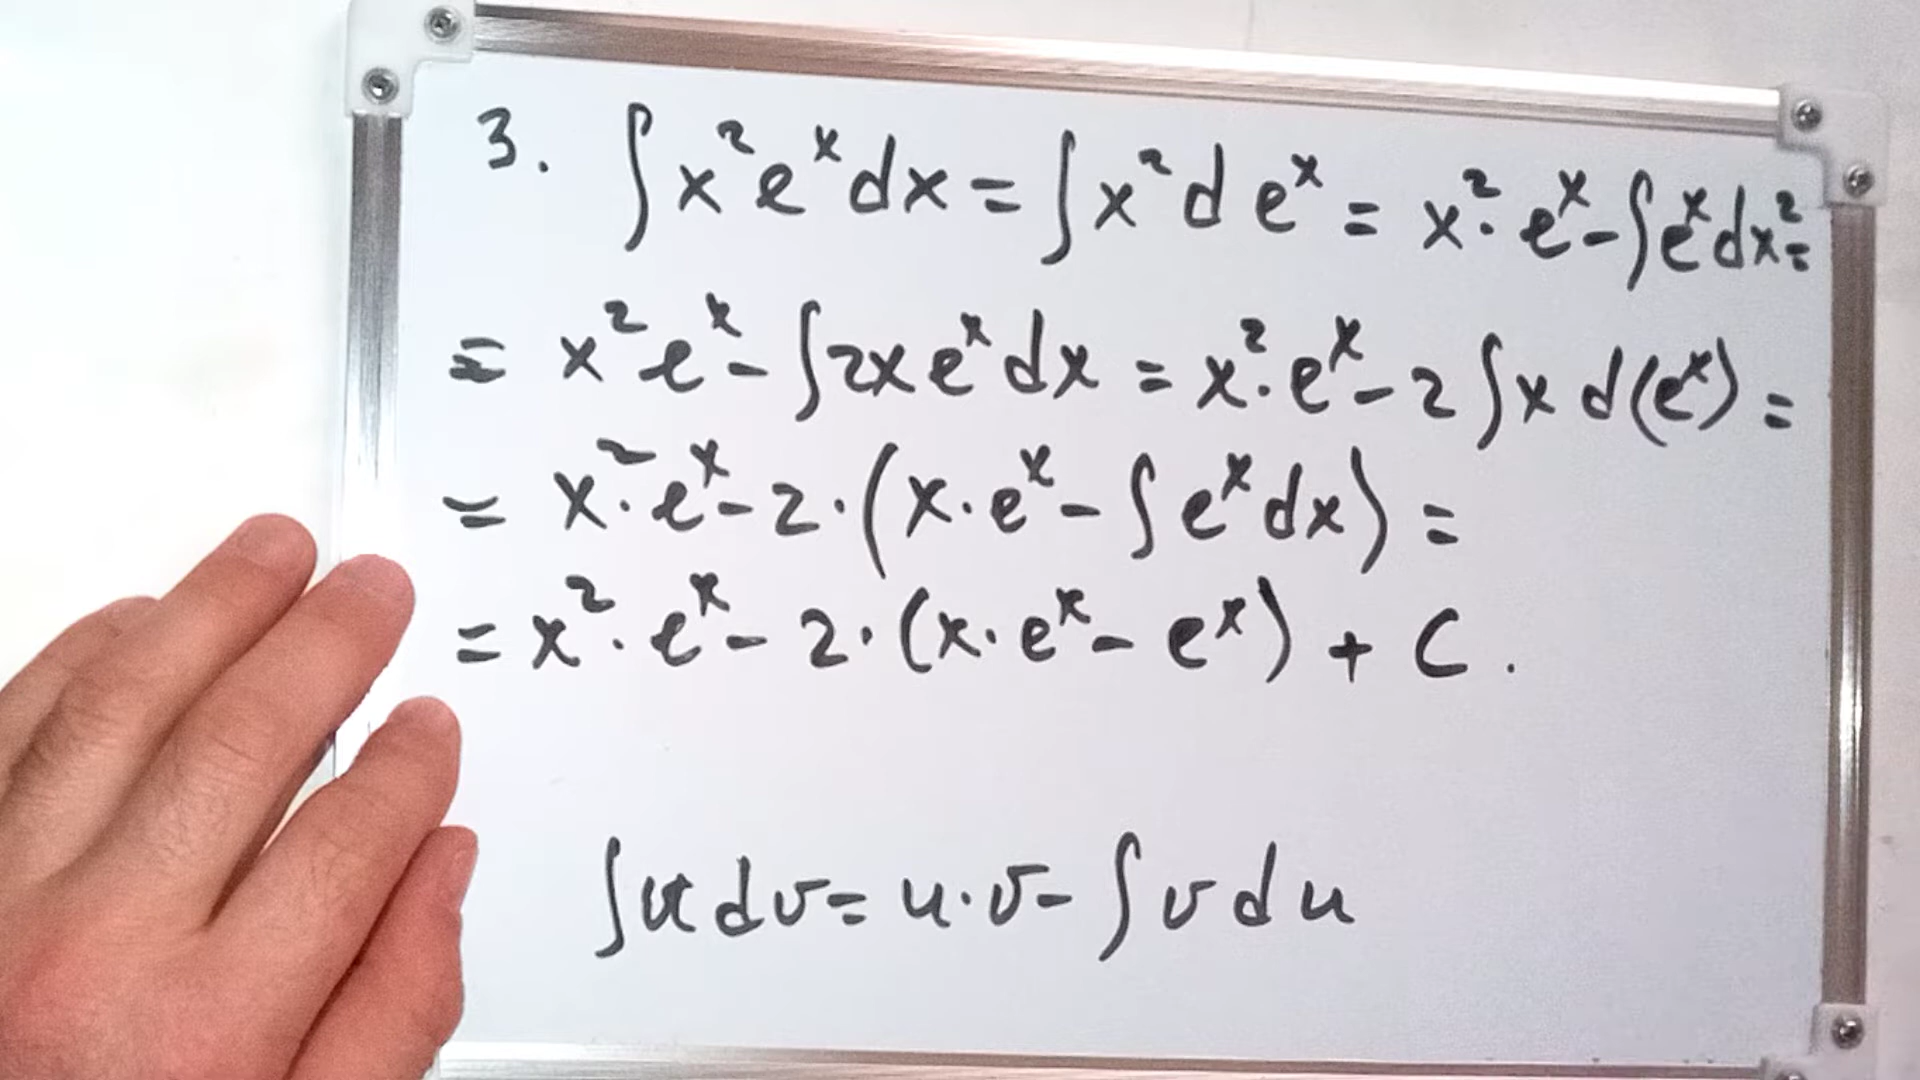 3. ∫x²eˣdx = ∫x²d eˣ = x²·eˣ - ∫eˣdx² =
= x²eˣ - ∫2xeˣdx = x²·eˣ - 2∫x d(eˣ) =
= x²·eˣ - 2·(x·eˣ - ∫eˣdx) =
= x²·eˣ - 2·(x·eˣ - eˣ) + C.
∫u dv = u·v - ∫v du